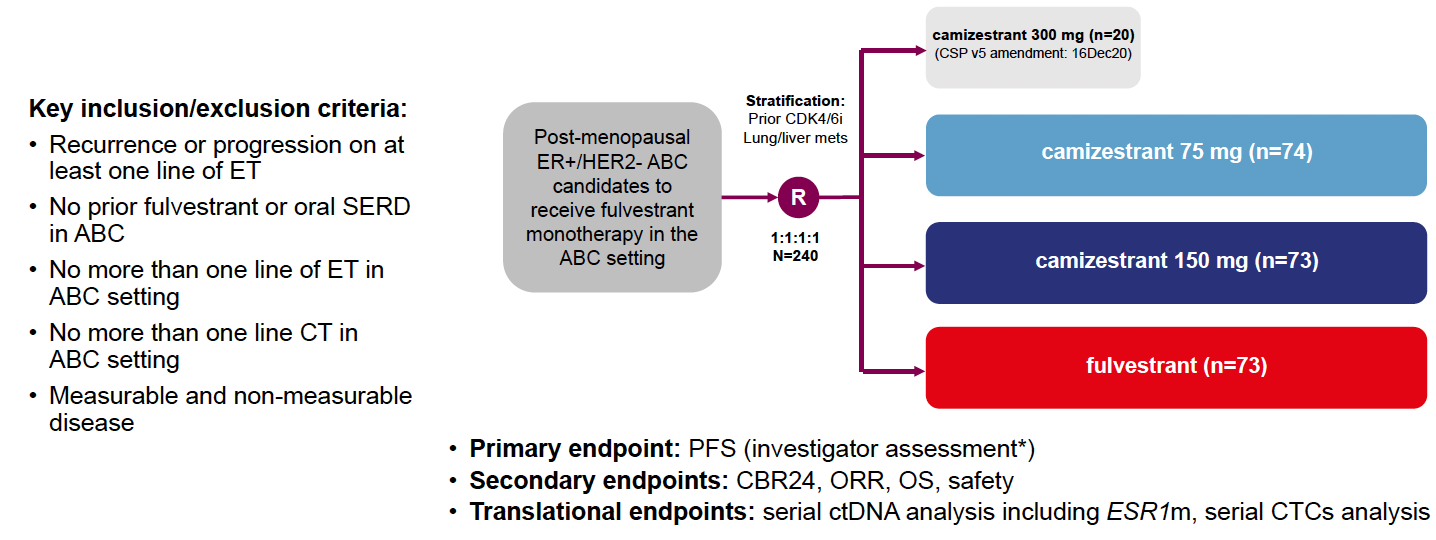 Key inclusion/exclusion criteria:
• Recurrence or progression on at
least one line of ET
• No prior fulvestrant or oral SERD
in ABC
• No more than one line of ET in
ABC setting
• No more than one line CT in
ABC setting
• Measurable and non-measurable
disease
Post-menopausal
ER+/HER2- ABC
candidates to
receive fulvestrant
monotherapy in the
ABC setting
Stratification:
Prior CDK4/6i
Lung/liver mets
R
1:1:1:1
N=240
camizestrant 300 mg (n=20)
(CSP v5 amendment: 16Dec20)
camizestrant 75 mg (n=74)
camizestrant 150 mg (n=73)
fulvestrant (n=73)
• Primary endpoint: PFS (investigator assessment*)
• Secondary endpoints: CBR24, ORR, OS, safety
• Translational endpoints: serial ctDNA analysis including ESR1m, serial CTCs analysis